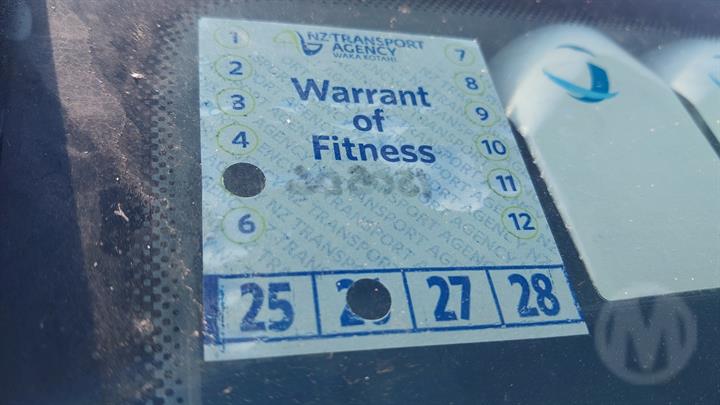 NZ TRANSPORT
AGENCY
WAKA KOTAHI
Warrant
of
Fitness
1
2
3
4
6
7
8
9
10
11
12
25 27 28
M